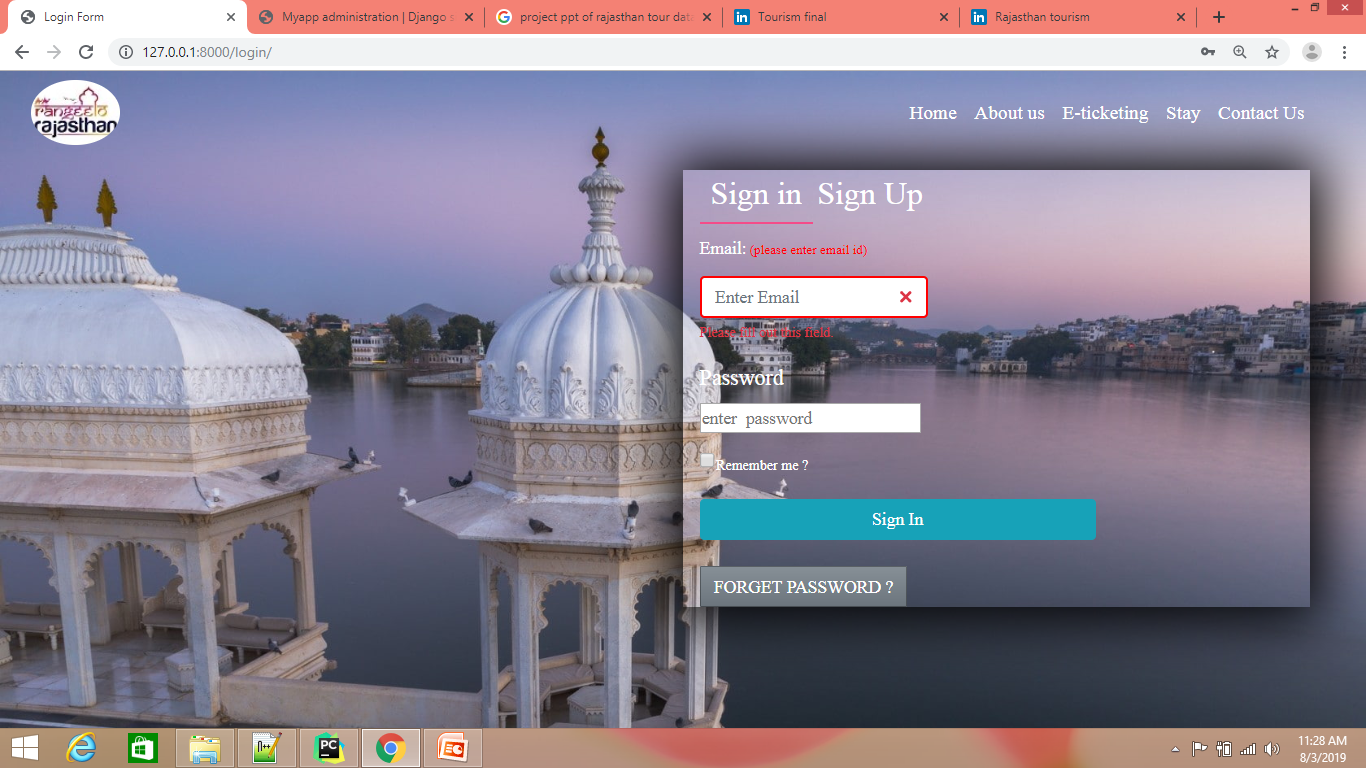 Login Form
Myapp administration | Django s
project ppt of rajasthan tour data
Tourism final
Rajasthan tourism
127.0.0.1:8000/login/
rangeelo
rajasthan
Home About us E-ticketing Stay Contact Us
Sign in Sign Up
Email: (please enter email id)
Enter Email
Please fill out this field.
Password
enter password
Remember me ?
Sign In
FORGET PASSWORD ?
11:28 AM
8/3/2019